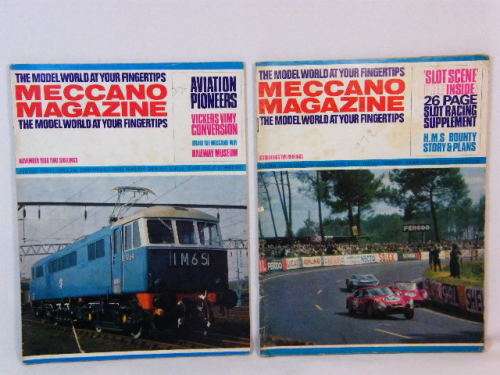 THE MODEL WORLD AT YOUR FINGERTIPS
MECCANO
MAGAZINE
THE MODEL WORLD AT YOUR FINGERTIPS
AVIATION
PIONEERS
VICKERS VIMY
CONVERSION
RAILWAY MUSEUM
1M65
THE MODEL WORLD AT YOUR FINGERTIPS
MECCANO
MAGAZINE
THE MODEL WORLD AT YOUR FINGERTIPS
'SLOT SCENE'
INSIDE
26 PAGE
SLOT RACING
SUPPLEMENT
H.M.S BOUNTY
STORY & PLANS
FERODO
SHELL